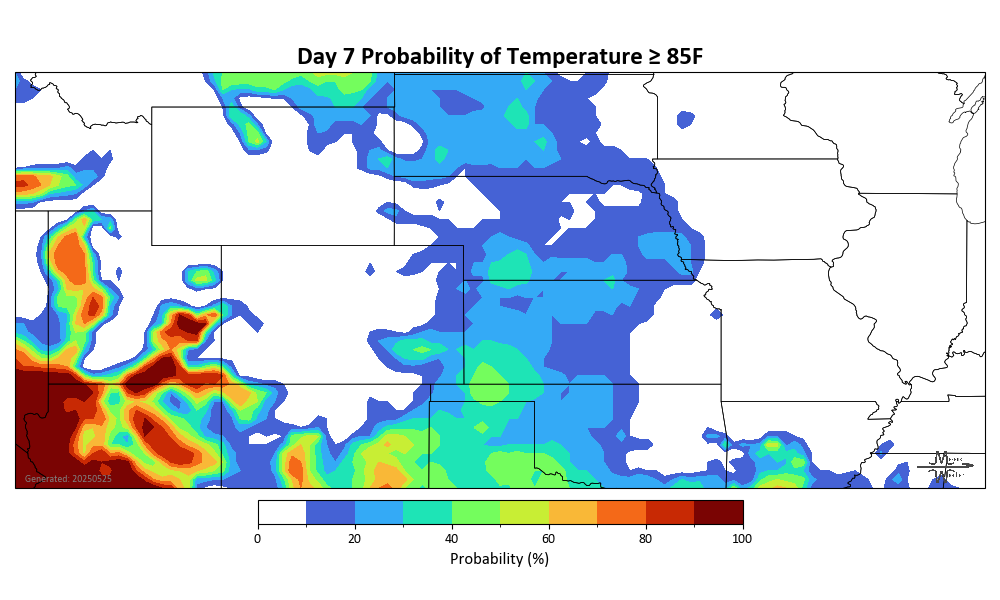 Day 7 Probability of Temperature ≥ 85F
Generated: 20250525
0 20 40 60 80 100
Probability (%)